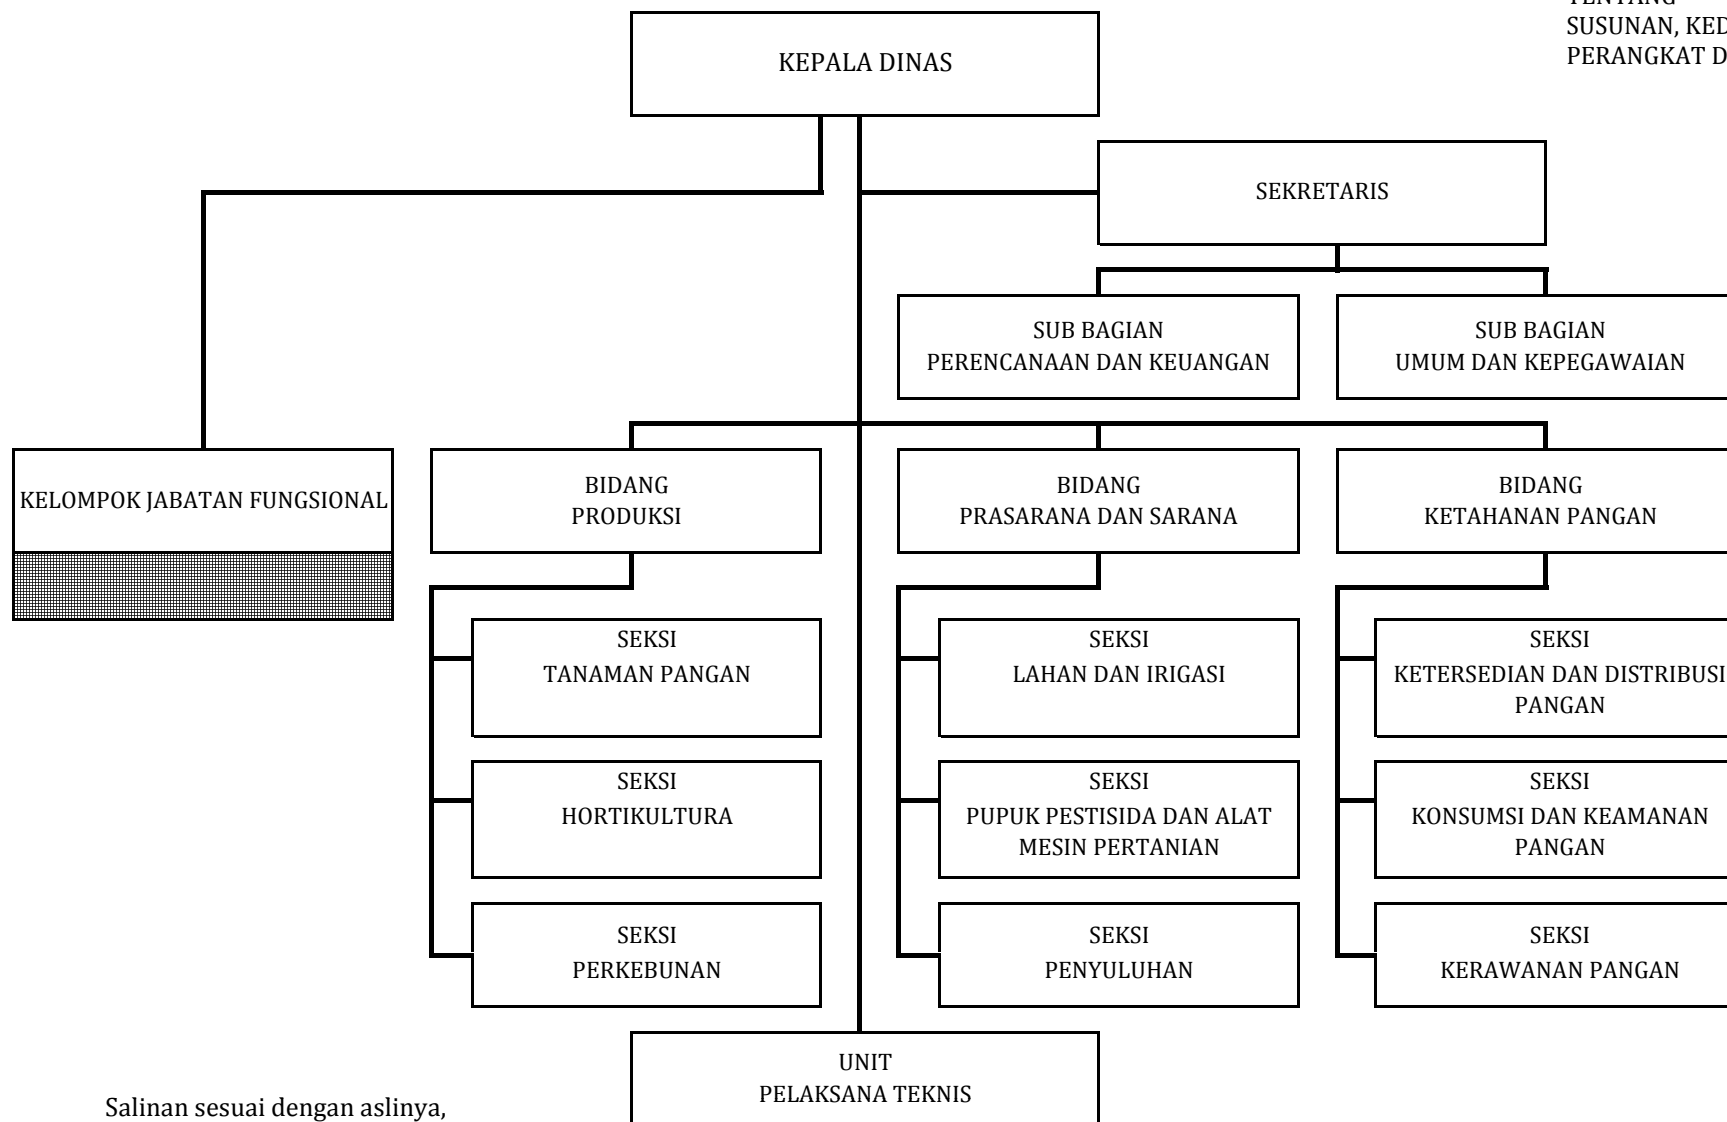 TENTANG
SUSUNAN, KED
PERANGKAT D
KEPALA DINAS
SEKRETARIS
SUB BAGIAN
PERENCANAAN DAN KEUANGAN
SUB BAGIAN
UMUM DAN KEPEGAWAIAN
KELOMPOK JABATAN FUNGSIONAL
BIDANG
PRODUKSI
BIDANG
PRASARANA DAN SARANA
BIDANG
KETAHANAN PANGAN
SEKSI
TANAMAN PANGAN
SEKSI
LAHAN DAN IRIGASI
SEKSI
KETERSEDIAN DAN DISTRIBUSI
PANGAN
SEKSI
HORTIKULTURA
SEKSI
PUPUK PESTISIDA DAN ALAT
MESIN PERTANIAN
SEKSI
KONSUMSI DAN KEAMANAN
PANGAN
SEKSI
PERKEBUNAN
SEKSI
PENYULUHAN
SEKSI
KERAWANAN PANGAN
UNIT
PELAKSANA TEKNIS
Salinan sesuai dengan aslinya,